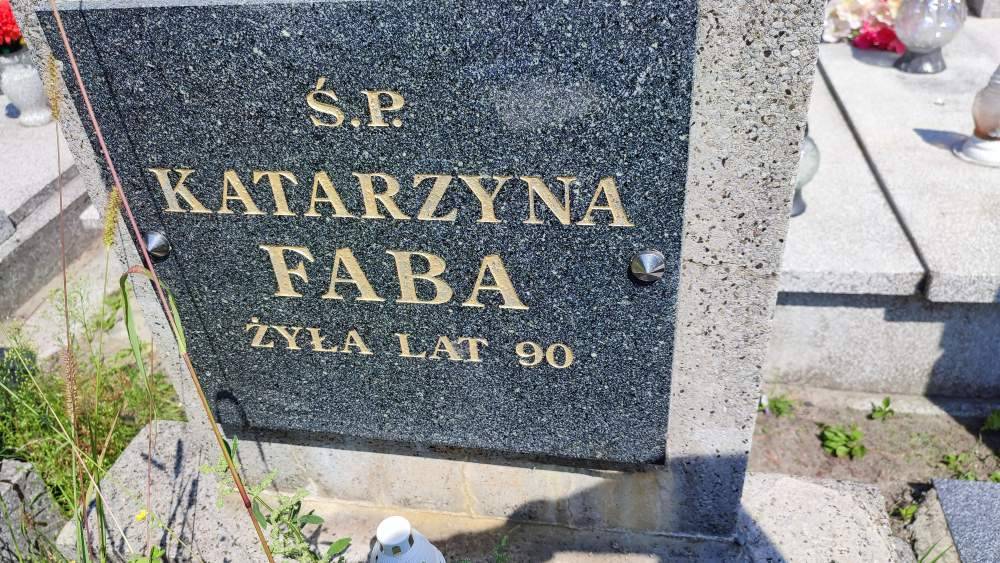 Ś.P.
KATARZYNA
FABA
ŻYŁA LAT 90